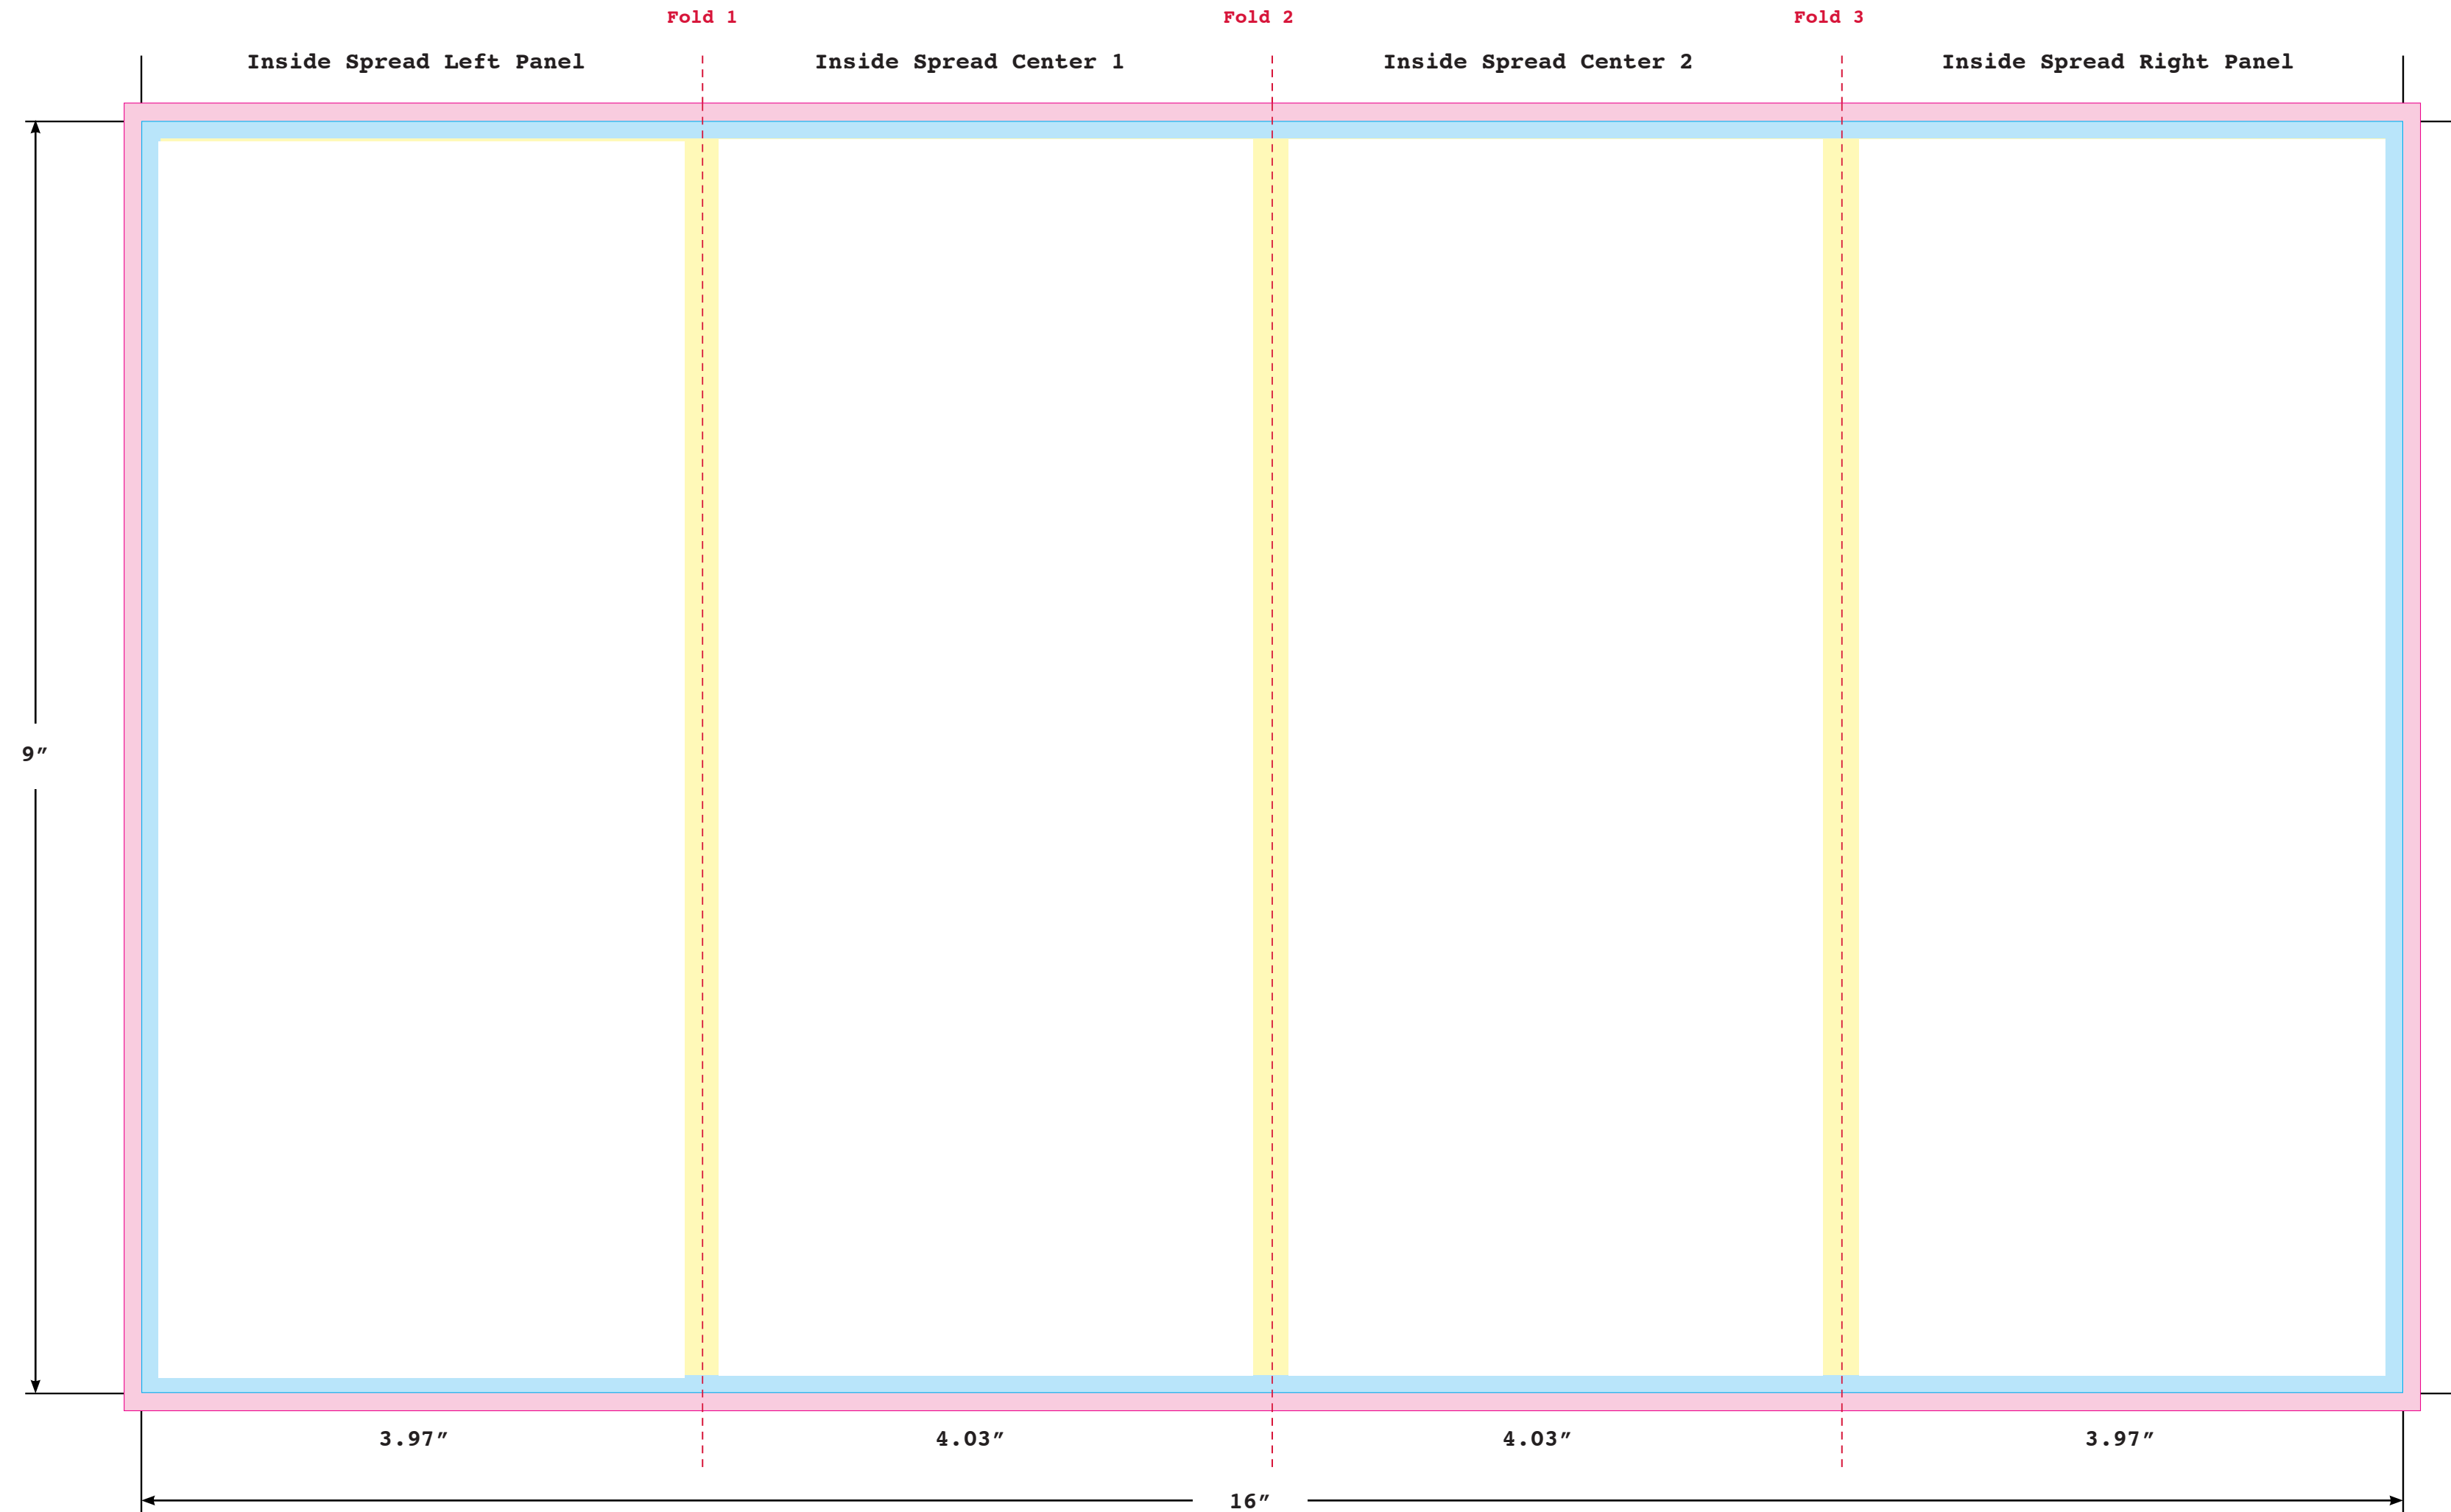 Fold 1 Fold 2 Fold 3
Inside Spread Left Panel Inside Spread Center 1 Inside Spread Center 2 Inside Spread Right Panel
9″
3.97″ 4.03″ 4.03″ 3.97″
16″